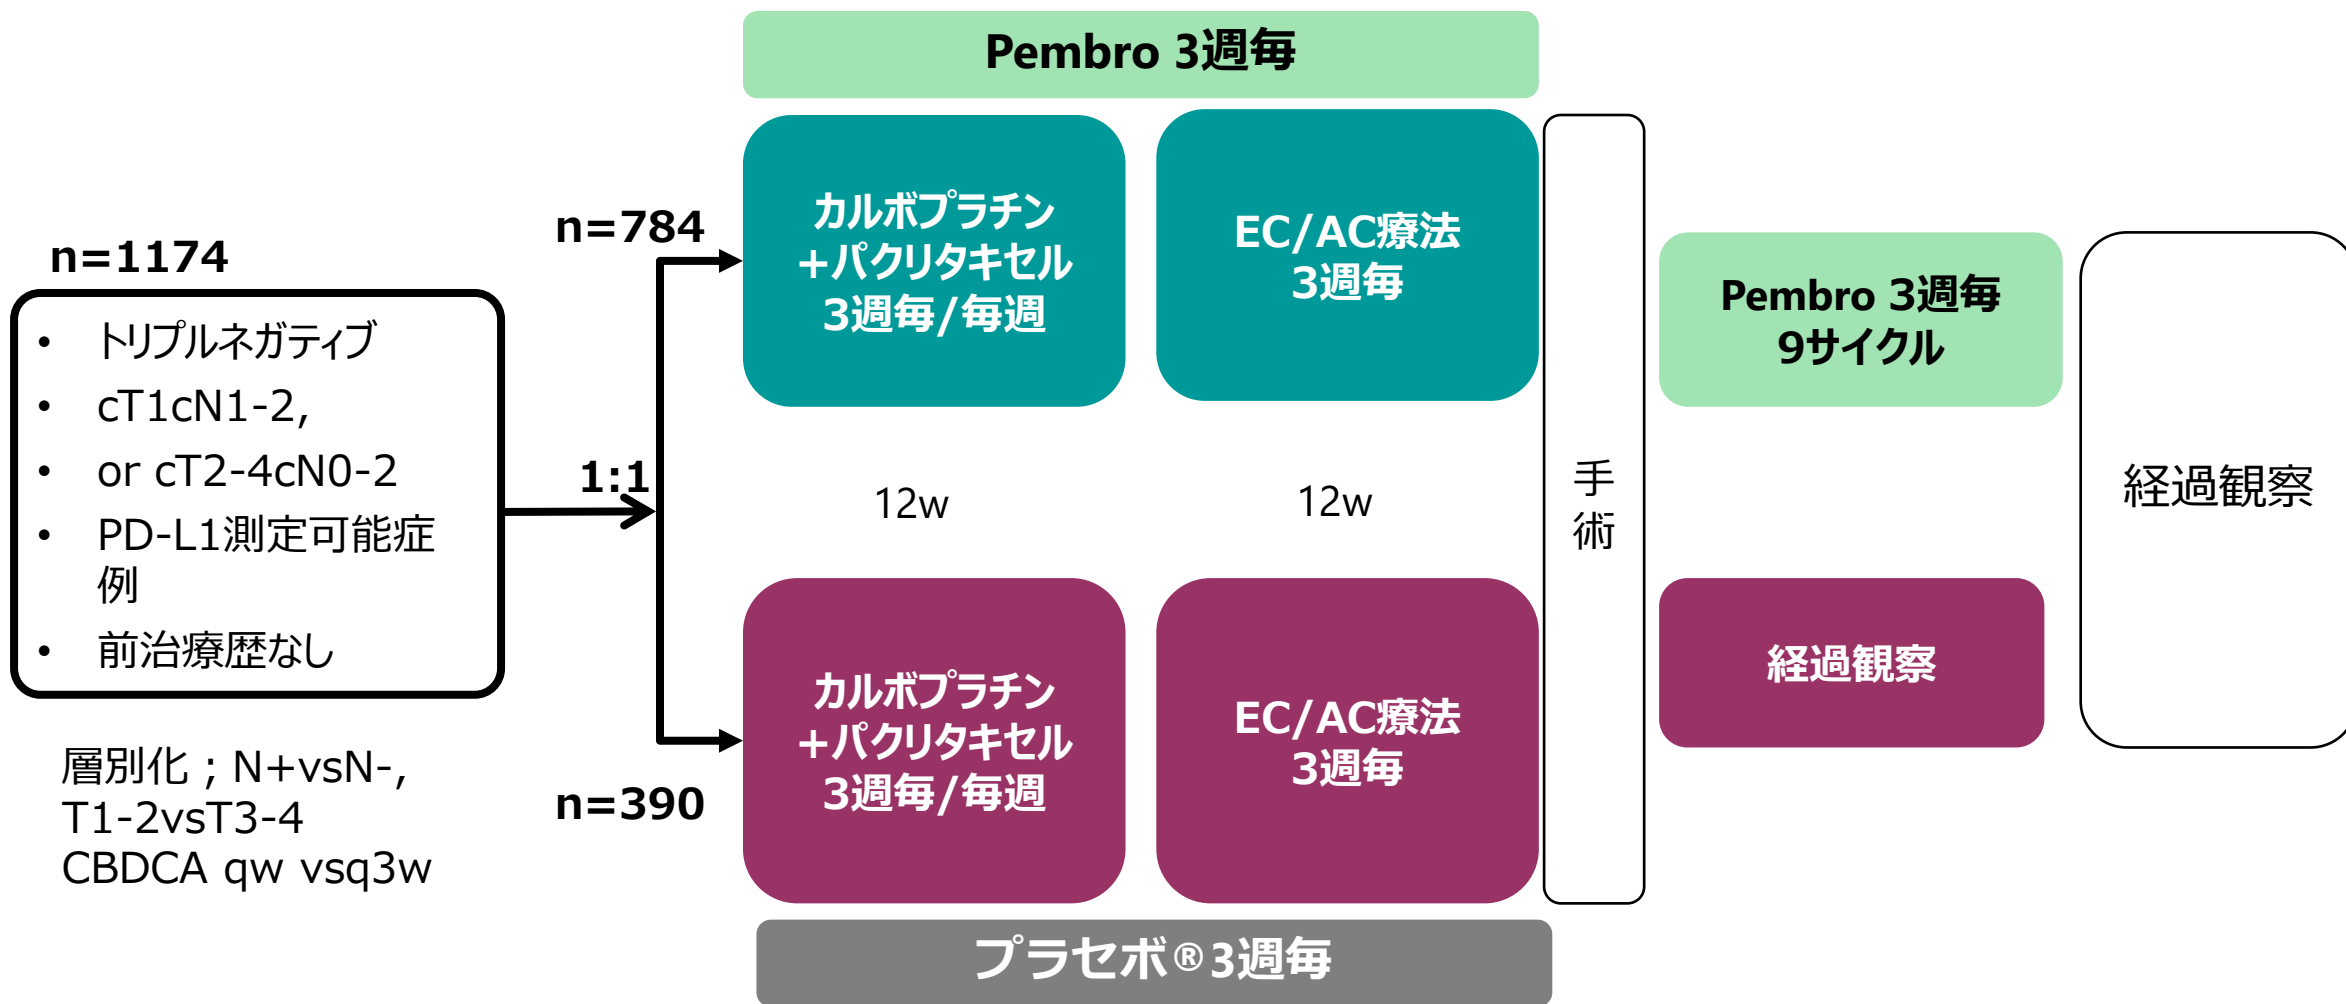 Pembro 3週毎
n=1174
• トリプルネガティブ
• cT1cN1-2,
• or cT2-4cN0-2
• PD-L1測定可能症
例
• 前治療歴なし
層別化；N+vsN-,
T1-2vsT3-4
CBDCA qw vsq3w
n=784
1:1
n=390
カルボプラチン
+パクリタキセル
3週毎/毎週
EC/AC療法
3週毎
12w
12w
カルボプラチン
+パクリタキセル
3週毎/毎週
EC/AC療法
3週毎
プラセボ®3週毎
手
術
Pembro 3週毎
9サイクル
経過観察
経過観察